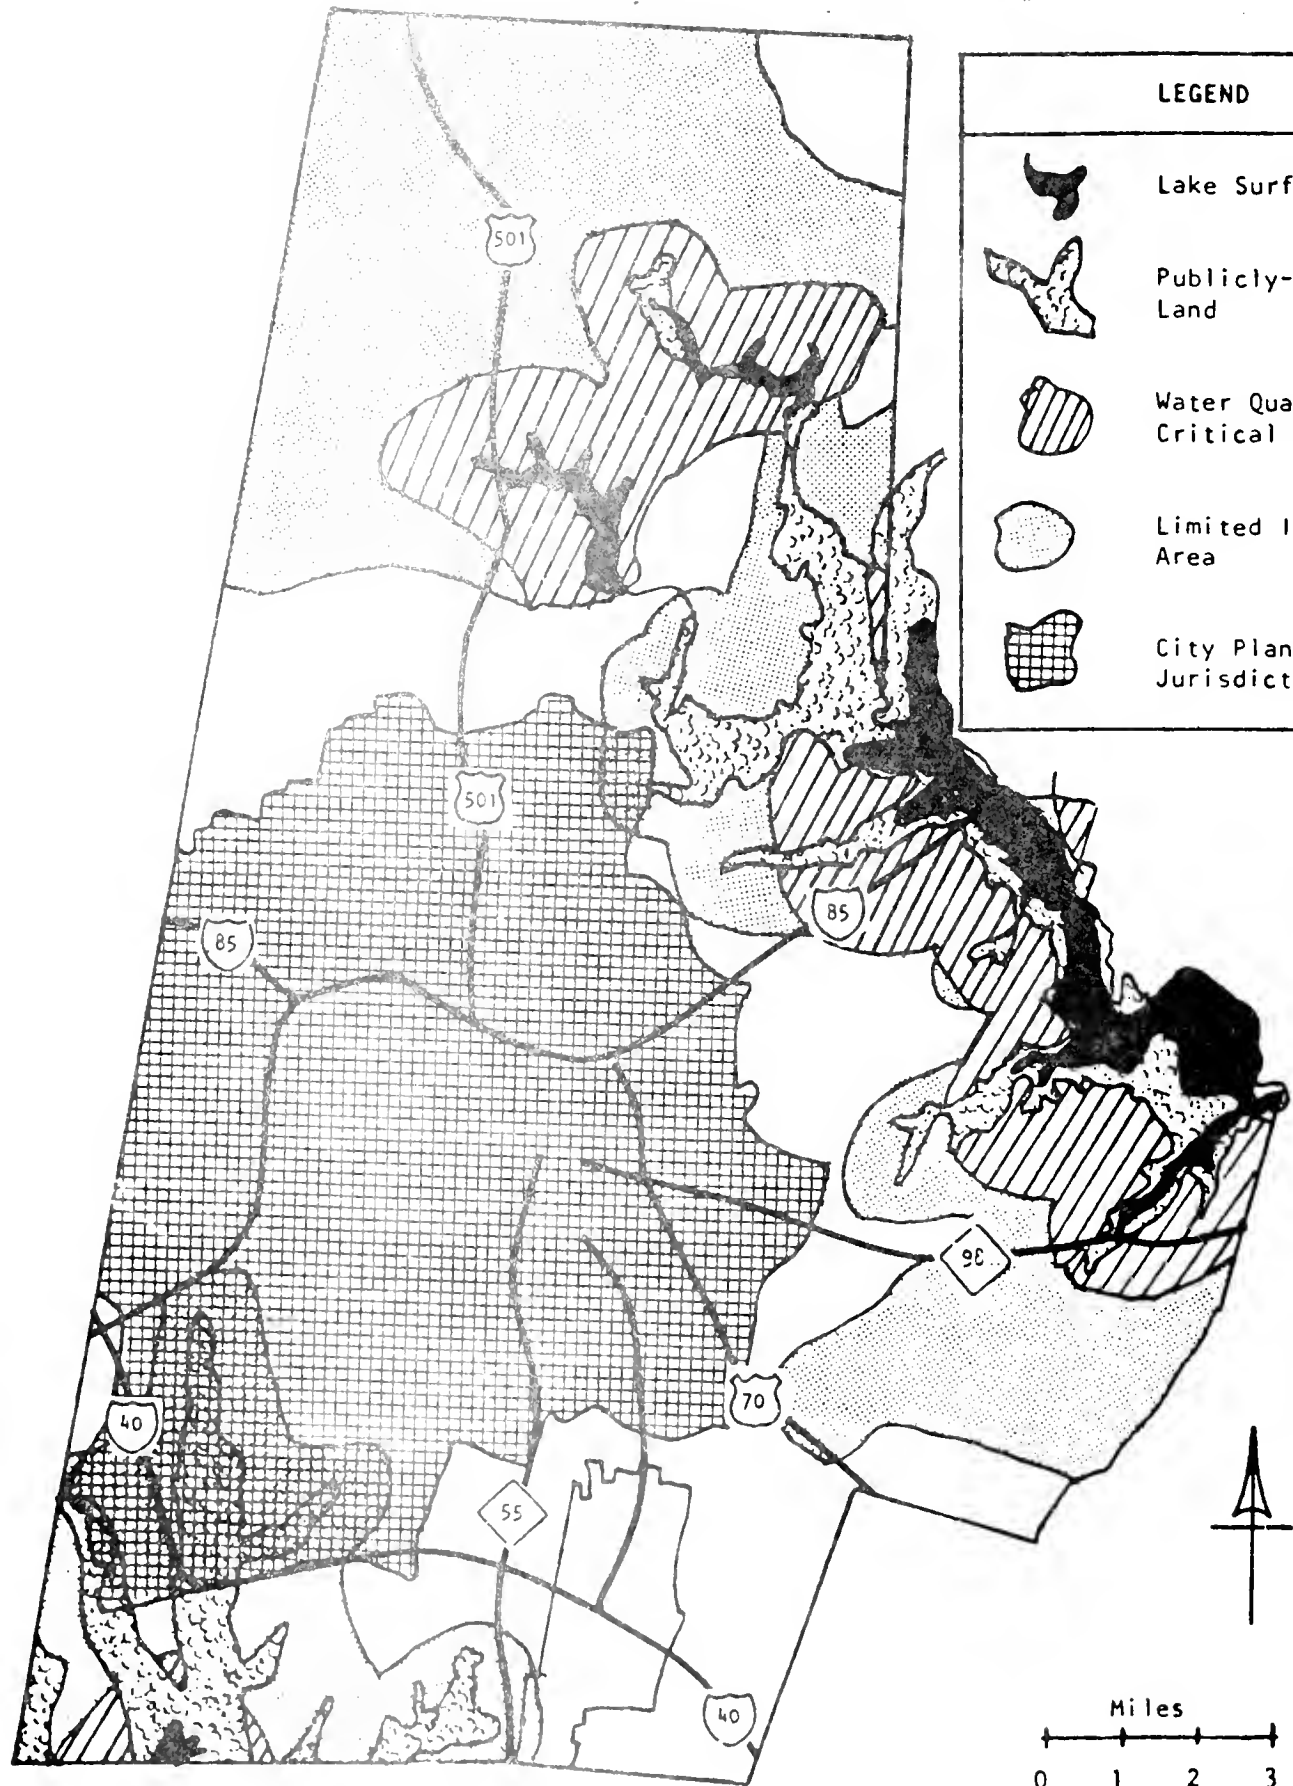 LEGEND
Lake Surf
Publicly-
Land
Water Qua
Critical
Limited I
Area
City Plan
Jurisdict
501
501
85
85
98
40
70
55
40
Miles
0 1 2 3